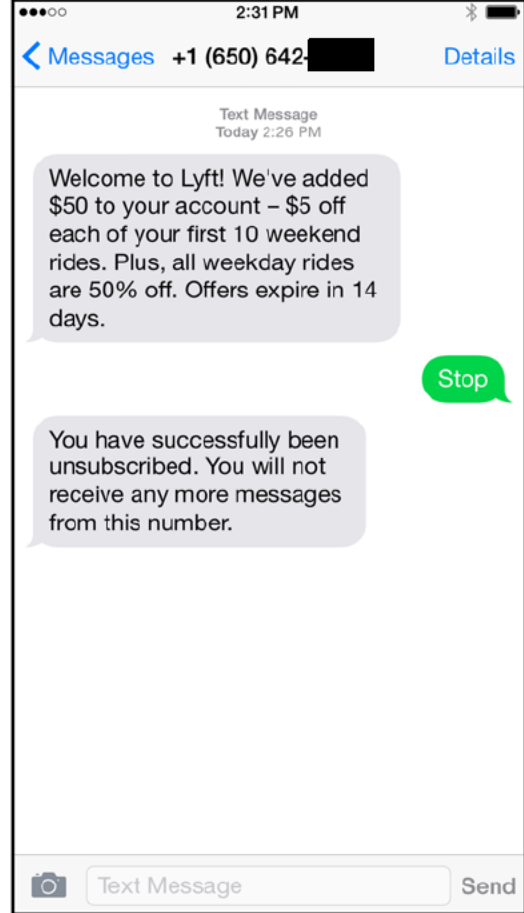 2:31 PM
Messages +1 (650) 642- Details
Text Message
Today 2:26 PM
Welcome to Lyft! We've added
$50 to your account – $5 off
each of your first 10 weekend
rides. Plus, all weekday rides
are 50% off. Offers expire in 14
days.
Stop
You have successfully been
unsubscribed. You will not
receive any more messages
from this number.
Text Message Send